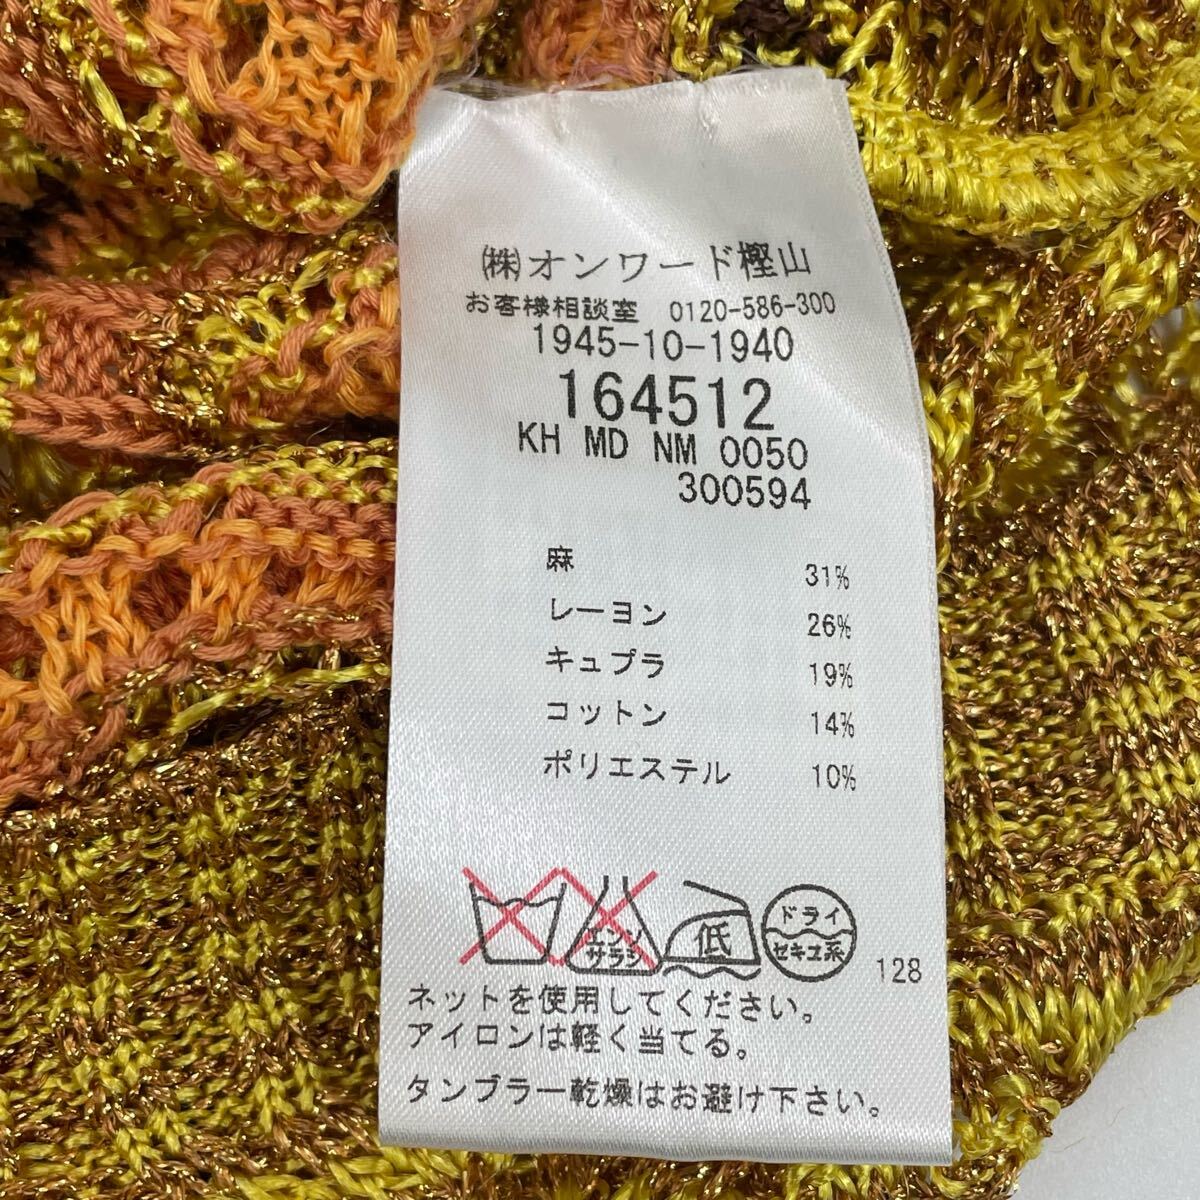 ㈱オンワード樫山
お客様相談室 0120-586-300
1945-10-1940
164512
KH MD NM 0050
300594
麻 31%
レーヨン 26%
キュプラ 19%
コットン 14%
ポリエステル 10%
エンソサラシ 低 ドライ セキユ系 128
ネットを使用してください。
アイロンは軽く当てる。
タンブラー乾燥はお避け下さい。